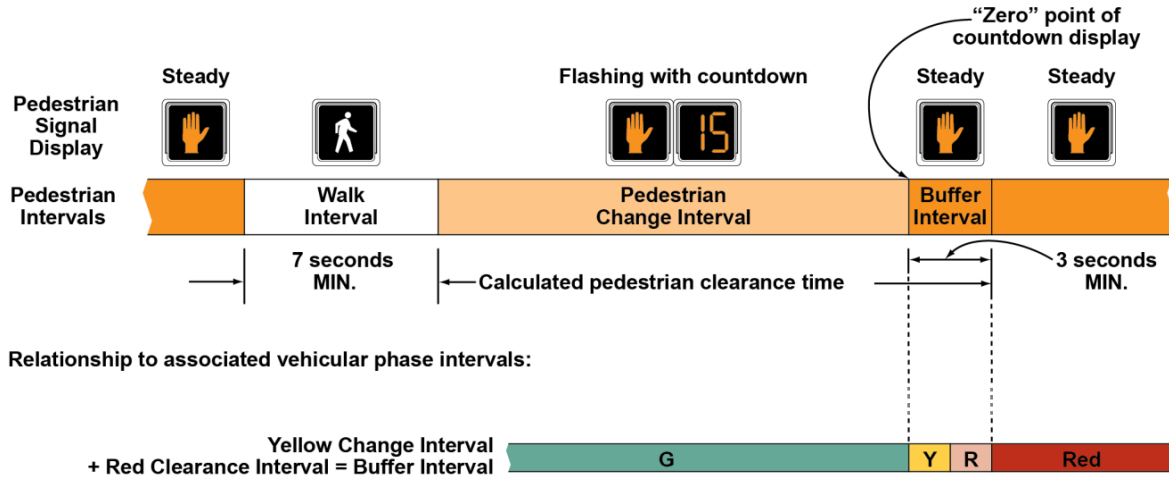 “Zero” point of
countdown display
Steady
Flashing with countdown
Steady
Steady
Pedestrian
Signal
Display
15
Pedestrian
Intervals
Walk
Interval
Pedestrian
Change Interval
Buffer
Interval
7 seconds
MIN.
Calculated pedestrian clearance time
3 seconds
MIN.
Relationship to associated vehicular phase intervals:
Yellow Change Interval
+ Red Clearance Interval = Buffer Interval
G
Y
R
Red